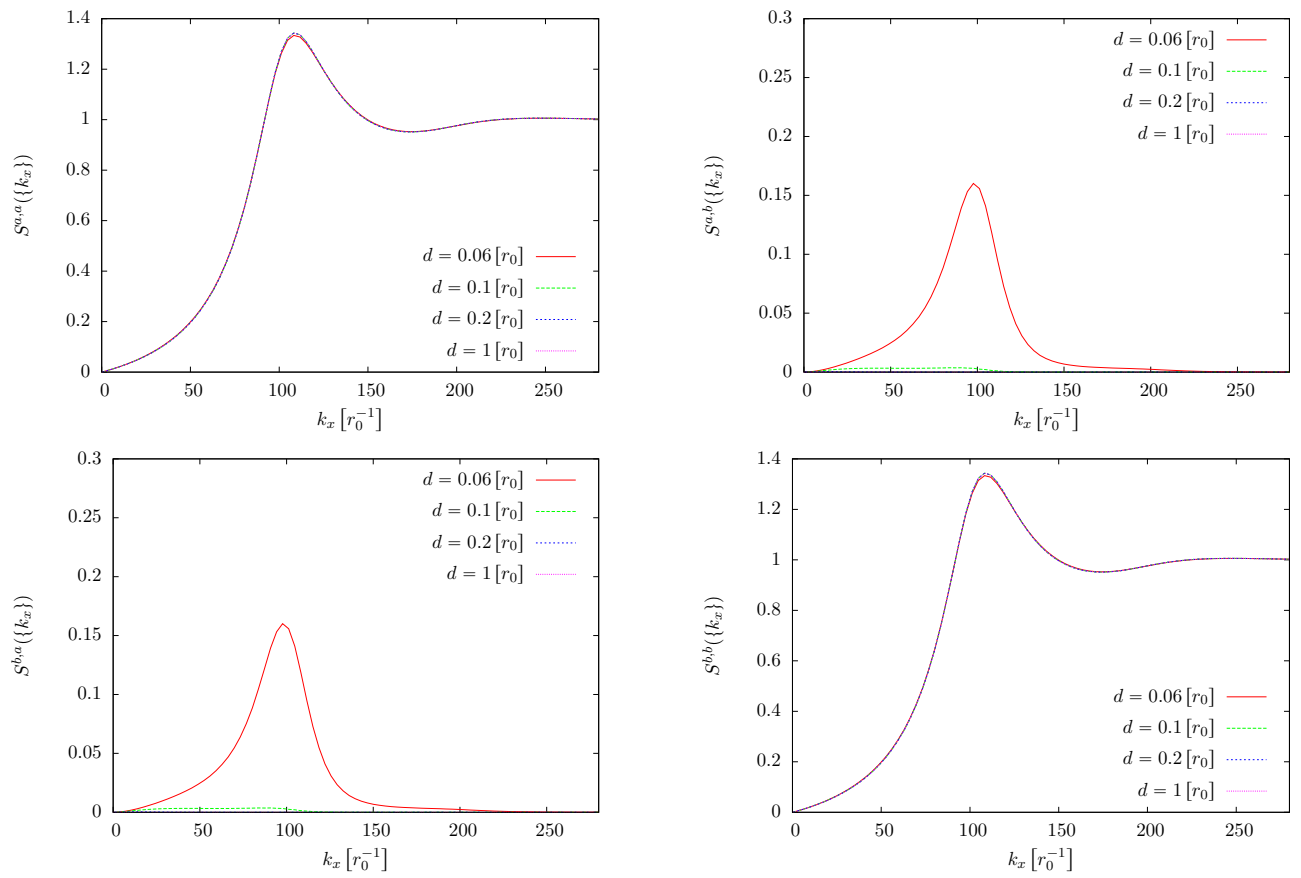 S^{a,a}({k_x})
1.4
1.2
1
0.8
0.6
0.4
0.2
0
d = 0.06 [r_0]
d = 0.1 [r_0]
d = 0.2 [r_0]
d = 1 [r_0]
0 50 100 150 200 250
k_x [r_0^{-1}]
S^{a,b}({k_x})
0.3
0.25
0.2
0.15
0.1
0.05
0
d = 0.06 [r_0]
d = 0.1 [r_0]
d = 0.2 [r_0]
d = 1 [r_0]
0 50 100 150 200 250
k_x [r_0^{-1}]
S^{b,a}({k_x})
0.3
0.25
0.2
0.15
0.1
0.05
0
d = 0.06 [r_0]
d = 0.1 [r_0]
d = 0.2 [r_0]
d = 1 [r_0]
0 50 100 150 200 250
k_x [r_0^{-1}]
S^{b,b}({k_x})
1.4
1.2
1
0.8
0.6
0.4
0.2
0
d = 0.06 [r_0]
d = 0.1 [r_0]
d = 0.2 [r_0]
d = 1 [r_0]
0 50 100 150 200 250
k_x [r_0^{-1}]